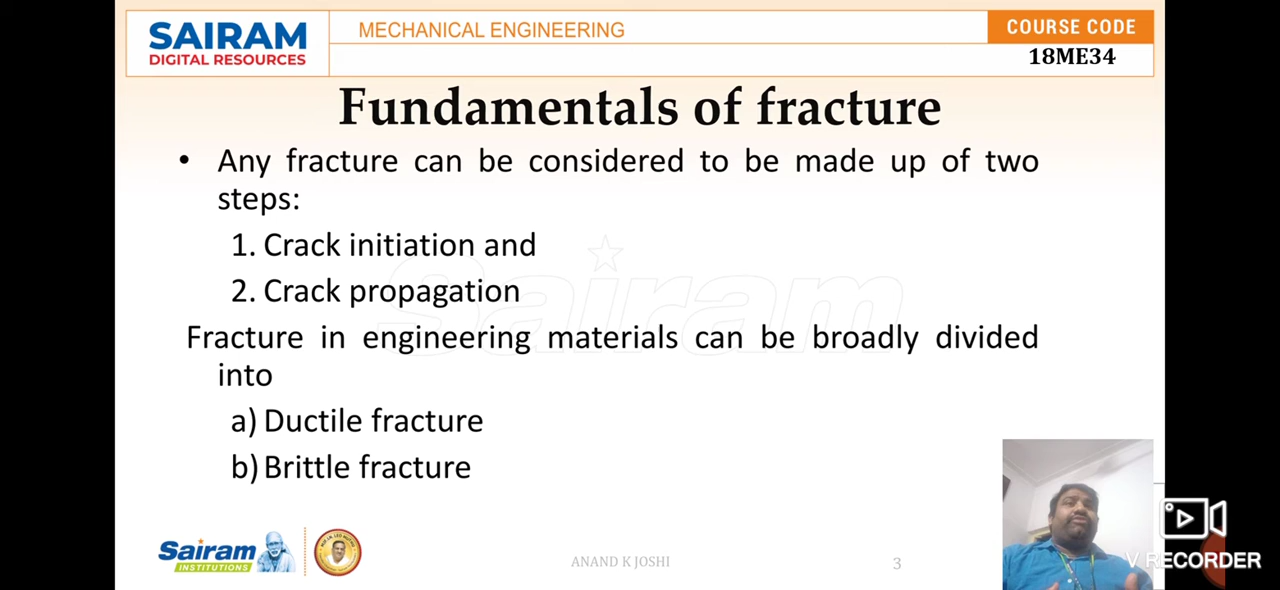 SAIRAM
DIGITAL RESOURCES
MECHANICAL ENGINEERING
COURSE CODE
18ME34
Fundamentals of fracture
• Any fracture can be considered to be made up of two
steps:
1. Crack initiation and
2. Crack propagation
Fracture in engineering materials can be broadly divided
into
a) Ductile fracture
b) Brittle fracture
Sairam
Sairam
INSTITUTIONS
ANAND K JOSHI
3
V RECORDER